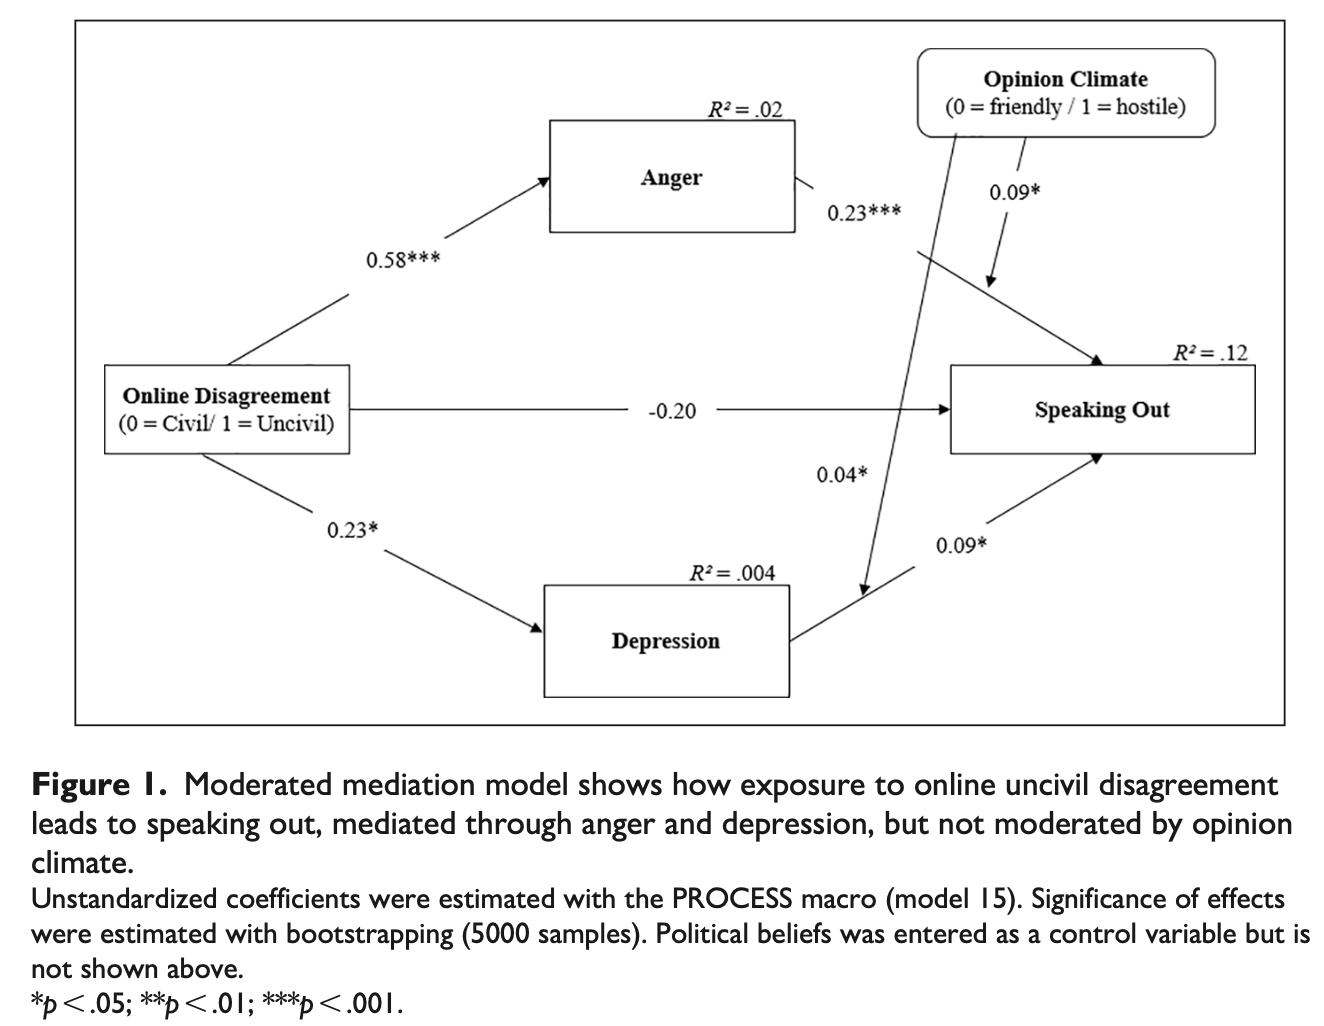 Opinion Climate
(0 = friendly / 1 = hostile)
R² = .02
Anger
0.09*
0.23***
0.58***
R² = .12
Online Disagreement
(0 = Civil/ 1 = Uncivil)
-0.20
Speaking Out
0.04*
0.23*
0.09*
R² = .004
Depression
Figure 1. Moderated mediation model shows how exposure to online uncivil disagreement
leads to speaking out, mediated through anger and depression, but not moderated by opinion
climate.
Unstandardized coefficients were estimated with the PROCESS macro (model 15). Significance of effects
were estimated with bootstrapping (5000 samples). Political beliefs was entered as a control variable but is
not shown above.
*p < .05; **p < .01; ***p < .001.